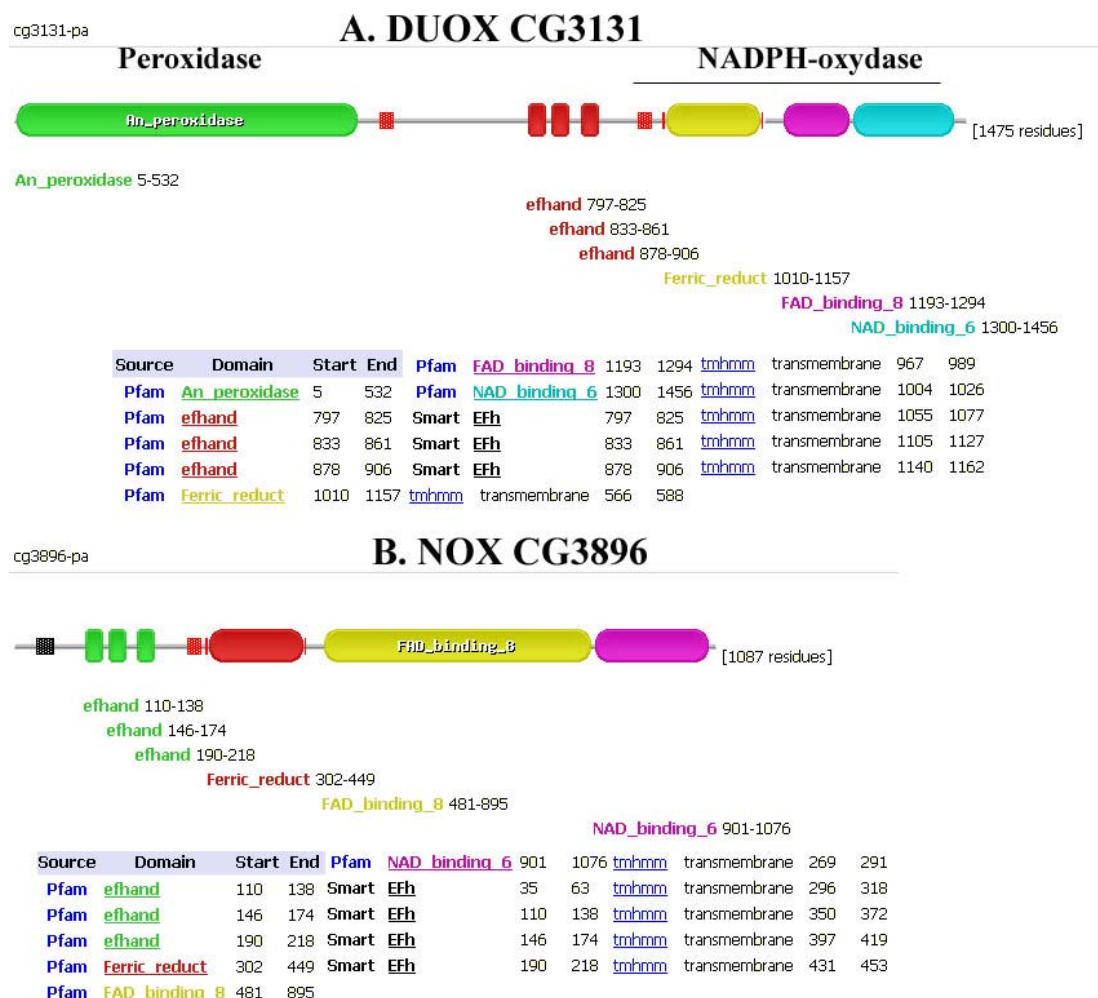 cg3131-pa
A. DUOX CG3131
Peroxidase NADPH-oxydase
An_peroxidase
[1475 residues]
An_peroxidase 5-532
efhand 797-825
efhand 833-861
efhand 878-906
Ferric_reduct 1010-1157
FAD_binding_8 1193-1294
NAD_binding_6 1300-1456
Source Domain Start End Pfam FAD_binding_8 1193 1294 tmhmm transmembrane 967 989
Pfam An_peroxidase 5 532 Pfam NAD_binding_6 1300 1456 tmhmm transmembrane 1004 1026
Pfam efhand 797 825 Smart EFh 797 825 tmhmm transmembrane 1055 1077
Pfam efhand 833 861 Smart EFh 833 861 tmhmm transmembrane 1105 1127
Pfam efhand 878 906 Smart EFh 878 906 tmhmm transmembrane 1140 1162
Pfam Ferric_reduct 1010 1157 tmhmm transmembrane 566 588
cg3896-pa
B. NOX CG3896
FAD_binding_8
[1087 residues]
efhand 110-138
efhand 146-174
efhand 190-218
Ferric_reduct 302-449
FAD_binding_8 481-895
NAD_binding_6 901-1076
Source Domain Start End Pfam NAD_binding_6 901 1076 tmhmm transmembrane 269 291
Pfam efhand 110 138 Smart EFh 35 63 tmhmm transmembrane 296 318
Pfam efhand 146 174 Smart EFh 110 138 tmhmm transmembrane 350 372
Pfam efhand 190 218 Smart EFh 146 174 tmhmm transmembrane 397 419
Pfam Ferric_reduct 302 449 Smart EFh 190 218 tmhmm transmembrane 431 453
Pfam FAD_binding_8 481 895